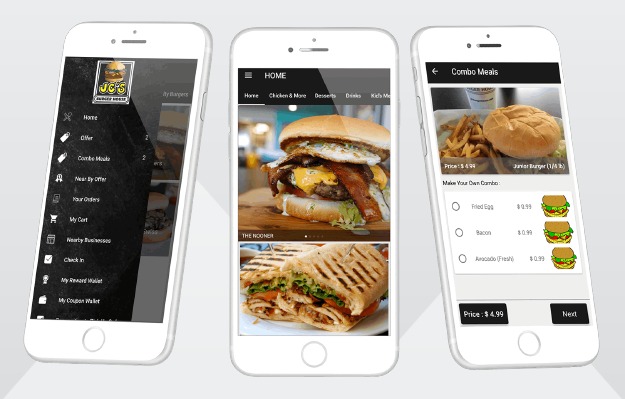 JC'S
BURGER HOUSE
By Burgers
Home
Offer 2
Combo Meals 2
Near By Offer
Your Orders
My Cart
Nearby Businesses
Check In
My Reward Wallet
My Coupon Wallet
HOME
Home Chicken & More Desserts Drinks Kid's Me
THE NOONER
Combo Meals
Price : $ 4.99 Junior Burger (1/4 lb)
Make Your Own Combo :
Fried Egg $ 0.99
Bacon $ 0.99
Avocado (Fresh) $ 0.99
Price : $ 4.99 Next